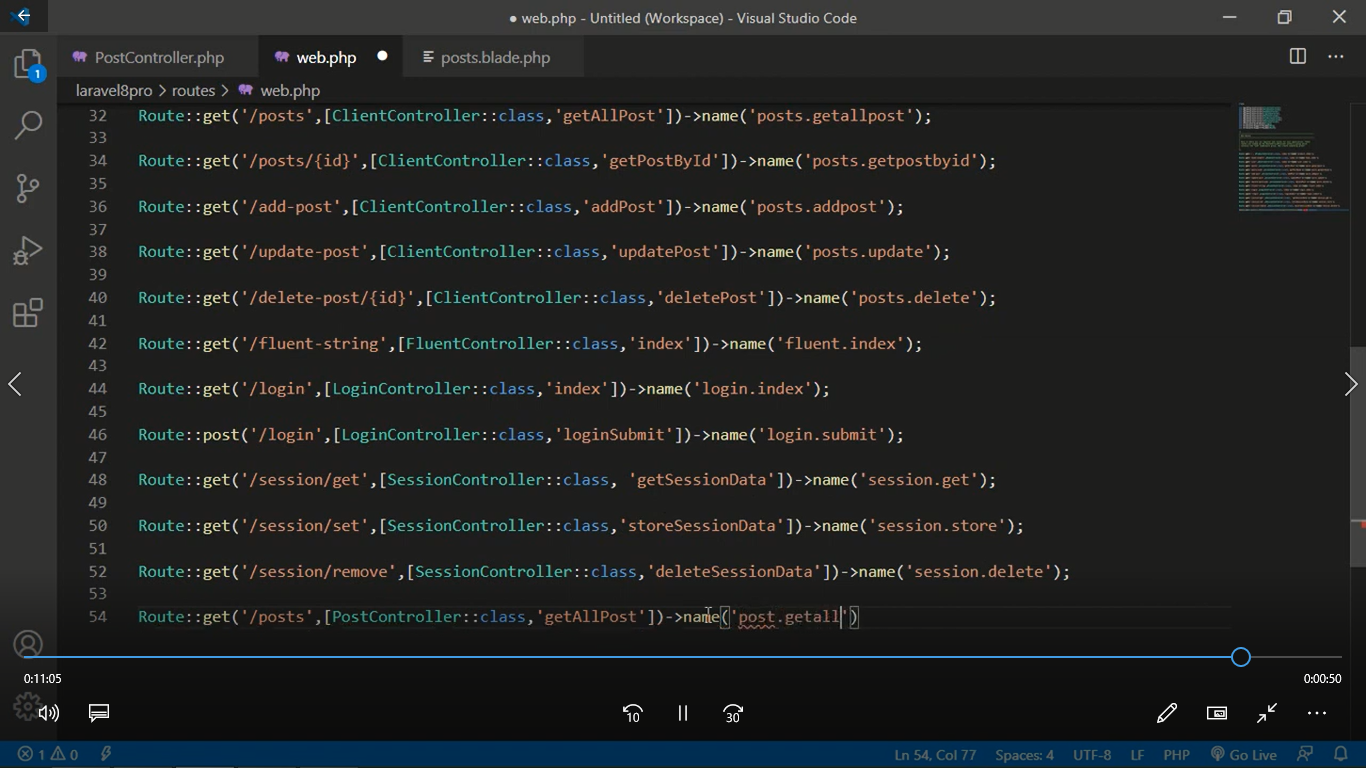 ● web.php - Untitled (Workspace) - Visual Studio Code
PostController.php web.php ● posts.blade.php
1
laravel8pro > routes > web.php
32 Route::get('/posts',[ClientController::class,'getAllPost'])->name('posts.getallpost');
33
34 Route::get('/posts/{id}',[ClientController::class,'getPostById'])->name('posts.getpostbyid');
35
36 Route::get('/add-post',[ClientController::class,'addPost'])->name('posts.addpost');
37
38 Route::get('/update-post',[ClientController::class,'updatePost'])->name('posts.update');
39
40 Route::get('/delete-post/{id}',[ClientController::class,'deletePost'])->name('posts.delete');
41
42 Route::get('/fluent-string',[FluentController::class,'index'])->name('fluent.index');
43
44 Route::get('/login',[LoginController::class,'index'])->name('login.index');
45
46 Route::post('/login',[LoginController::class,'loginSubmit'])->name('login.submit');
47
48 Route::get('/session/get',[SessionController::class, 'getSessionData'])->name('session.get');
49
50 Route::get('/session/set',[SessionController::class,'storeSessionData'])->name('session.store');
51
52 Route::get('/session/remove',[SessionController::class,'deleteSessionData'])->name('session.delete');
53
54 Route::get('/posts',[PostController::class,'getAllPost'])->name('post.getall')
0:11:05 0:00:50
10 30
1 0 Ln 54, Col 77 Spaces: 4 UTF-8 LF PHP Go Live